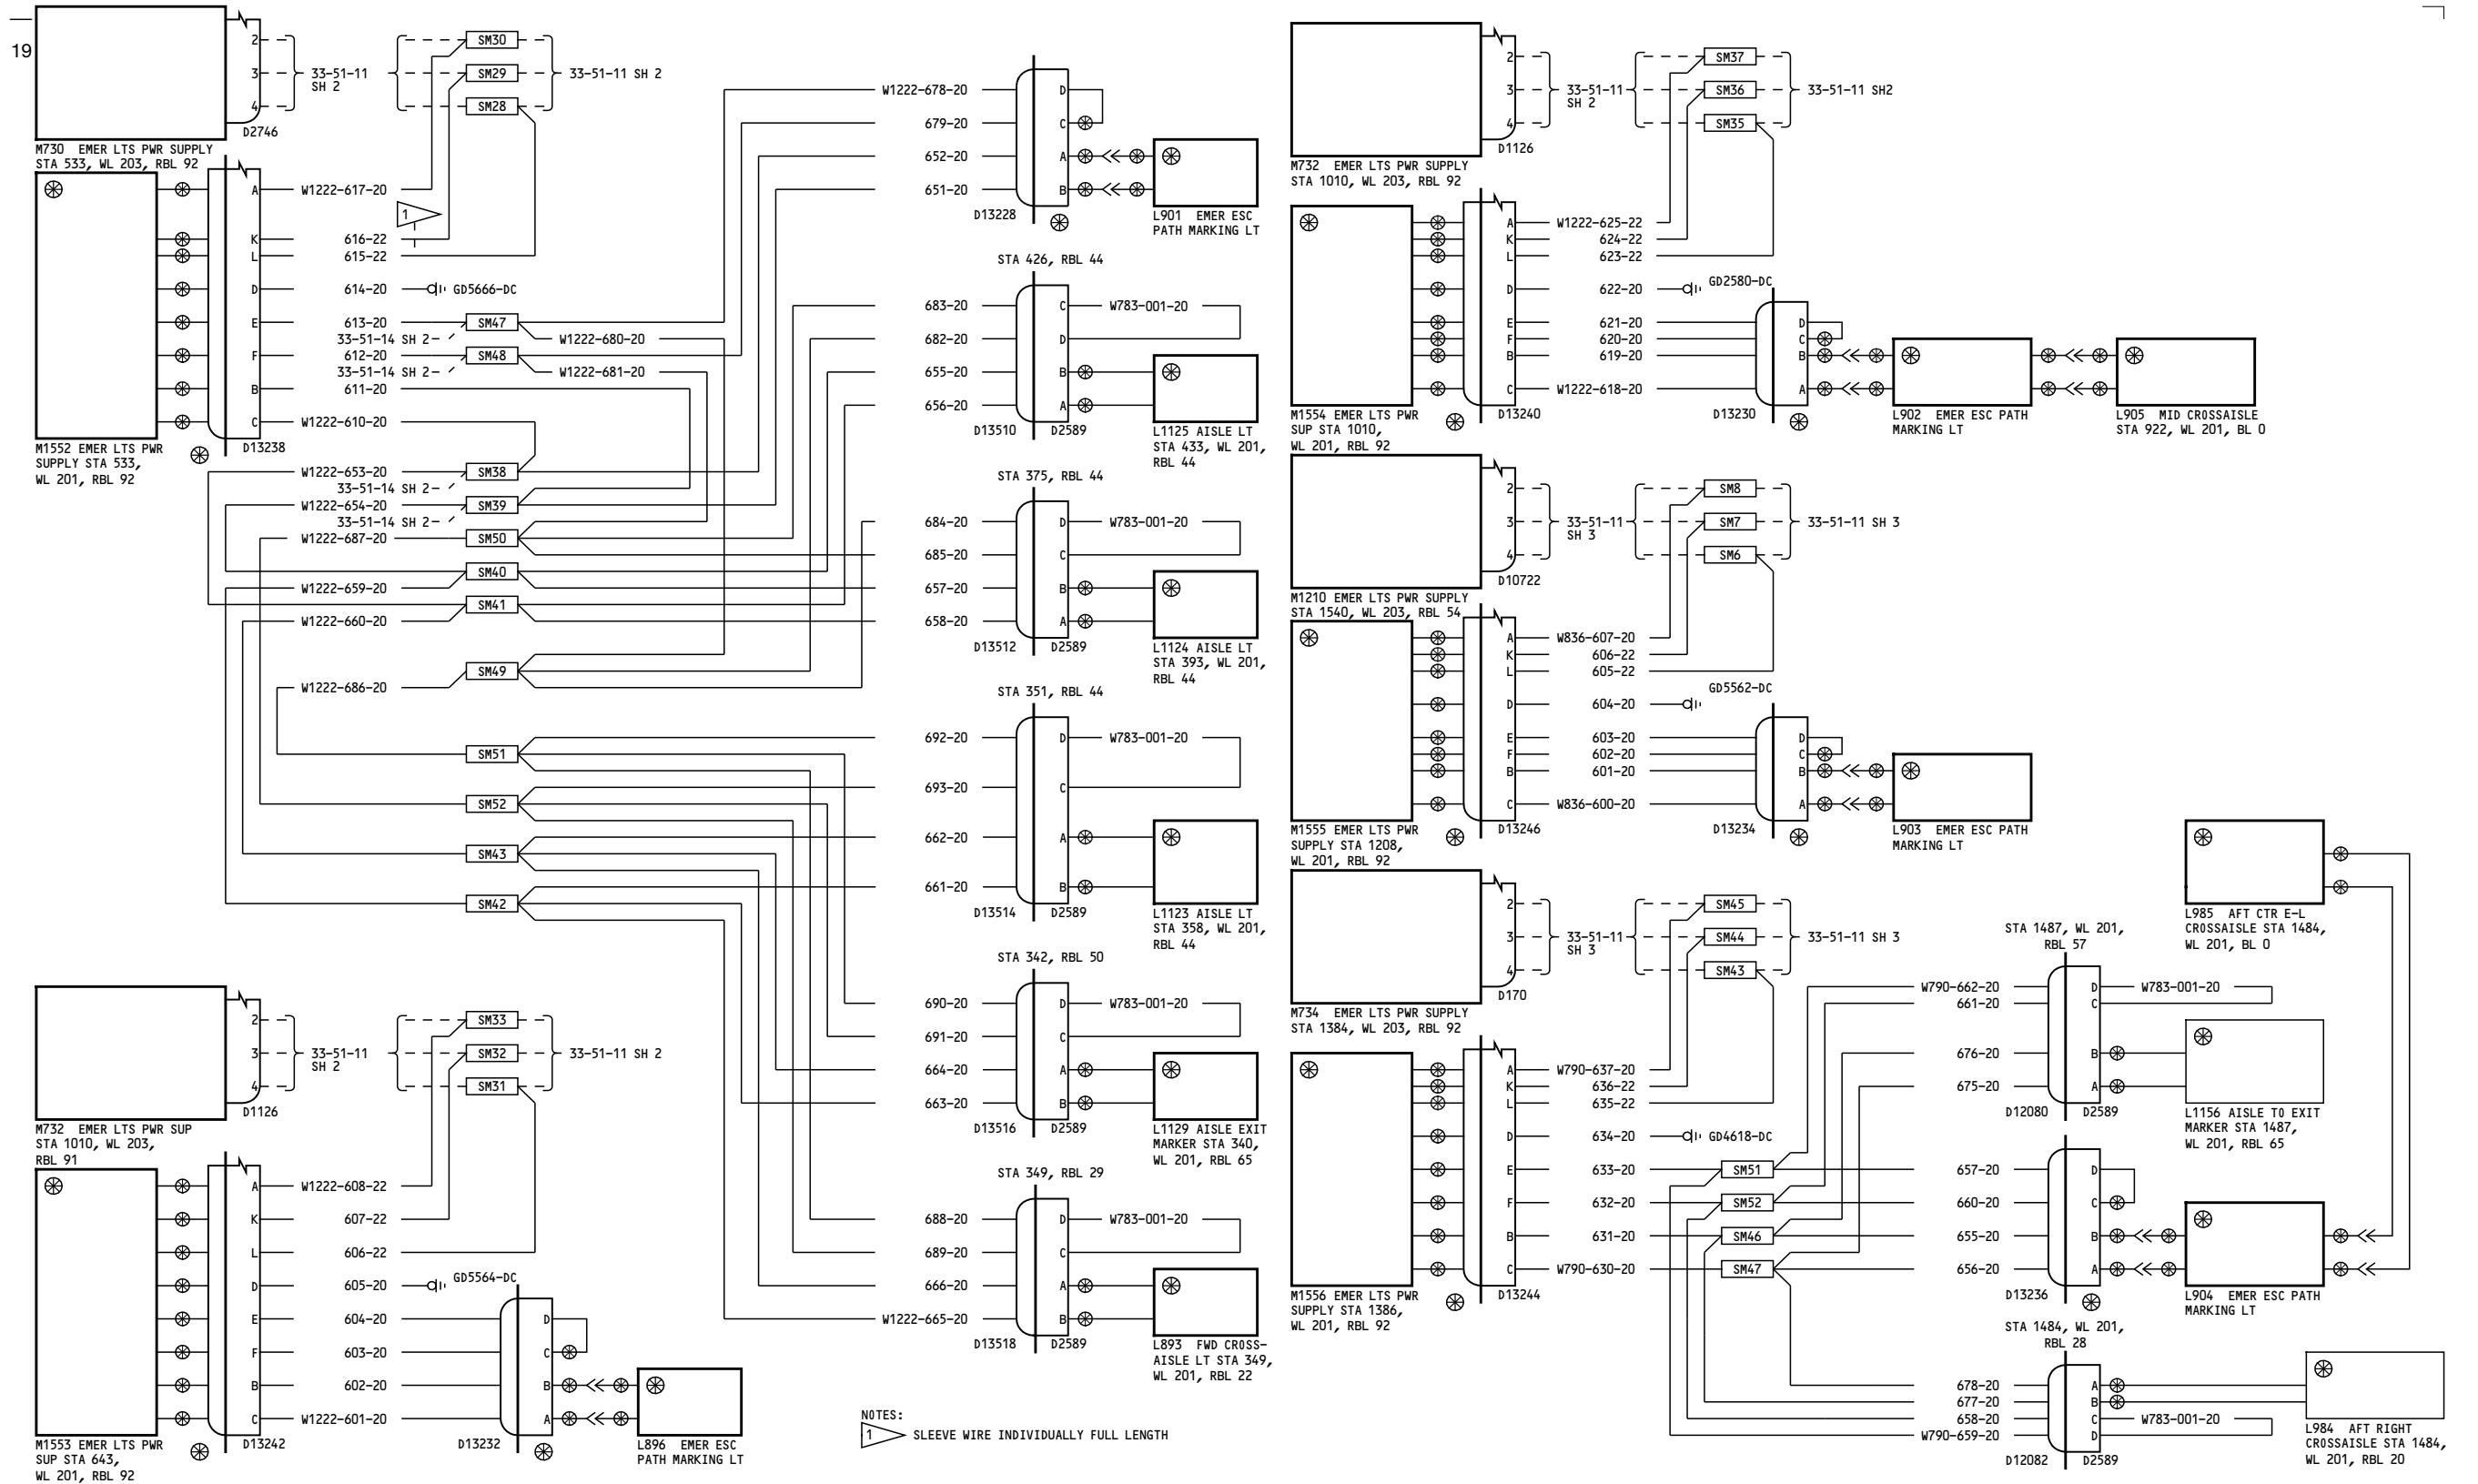 19
2
3
4
D2746
33-51-11
SH 2
SM30
SM29
SM28
33-51-11 SH 2
M730 EMER LTS PWR SUPPLY
STA 533, WL 203, RBL 92
A W1222-617-20
1
K 616-22
L 615-22
D 614-20 GD5666-DC
E 613-20 SM47
33-51-14 SH 2 W1222-680-20
F 612-20 SM48
33-51-14 SH 2 W1222-681-20
B 611-20
C W1222-610-20
D13238
M1552 EMER LTS PWR
SUPPLY STA 533,
WL 201, RBL 92
W1222-653-20 SM38
33-51-14 SH 2
W1222-654-20 SM39
33-51-14 SH 2
W1222-687-20 SM50
SM40
W1222-659-20
SM41
W1222-660-20
SM49
W1222-686-20
SM51
SM52
SM43
SM42
2
3
4
D1126
33-51-11
SH 2
SM33
SM32
SM31
33-51-11 SH 2
M732 EMER LTS PWR SUP
STA 1010, WL 203,
RBL 91
A W1222-608-22
K 607-22
L 606-22
D 605-20 GD5564-DC
E 604-20 D
F 603-20 C
B 602-20 B
C W1222-601-20 A
D13242
D13232
M1553 EMER LTS PWR
SUP STA 643,
WL 201, RBL 92
L896 EMER ESC
PATH MARKING LT
W1222-678-20 D
679-20 C
652-20 A
651-20 B
D13228
L901 EMER ESC
PATH MARKING LT
STA 426, RBL 44
683-20 C W783-001-20
682-20 D
655-20 B
656-20 A
D13510 D2589
L1125 AISLE LT
STA 433, WL 201,
RBL 44
STA 375, RBL 44
684-20 D W783-001-20
685-20 C
657-20 B
658-20 A
D13512 D2589
L1124 AISLE LT
STA 393, WL 201,
RBL 44
STA 351, RBL 44
692-20 D W783-001-20
693-20 C
662-20 A
661-20 B
D13514 D2589
L1123 AISLE LT
STA 358, WL 201,
RBL 44
STA 342, RBL 50
690-20 D W783-001-20
691-20 C
664-20 A
663-20 B
D13516 D2589
L1129 AISLE EXIT
MARKER STA 340,
WL 201, RBL 65
STA 349, RBL 29
688-20 D W783-001-20
689-20 C
666-20 A
W1222-665-20 B
D13518 D2589
L893 FWD CROSS-
AISLE LT STA 349,
WL 201, RBL 22
NOTES:
1 SLEEVE WIRE INDIVIDUALLY FULL LENGTH
2
3
4
D1126
33-51-11
SH 2
SM37
SM36
SM35
33-51-11 SH2
M732 EMER LTS PWR SUPPLY
STA 1010, WL 203, RBL 92
A W1222-625-22
K 624-22
L 623-22
D 622-20 GD2580-DC
E 621-20 D
F 620-20 C
B 619-20 B
C W1222-618-20 A
D13240
D13230
M1554 EMER LTS PWR
SUP STA 1010,
WL 201, RBL 92
L902 EMER ESC PATH
MARKING LT
L905 MID CROSSAISLE
STA 922, WL 201, BL 0
2
3
4
D10722
33-51-11
SH 3
SM8
SM7
SM6
33-51-11 SH 3
M1210 EMER LTS PWR SUPPLY
STA 1540, WL 203, RBL 54
A W836-607-20
K 606-22
L 605-22
D 604-20 GD5562-DC
E 603-20 D
F 602-20 C
B 601-20 B
C W836-600-20 A
D13246
D13234
M1555 EMER LTS PWR
SUPPLY STA 1208,
WL 201, RBL 92
L903 EMER ESC PATH
MARKING LT
2
3
4
D170
33-51-11
SH 3
SM45
SM44
SM43
33-51-11 SH 3
M734 EMER LTS PWR SUPPLY
STA 1384, WL 203, RBL 92
A W790-637-20
K 636-22
L 635-22
D 634-20 GD4618-DC
E 633-20 SM51
F 632-20 SM52
B 631-20 SM46
C W790-630-20 SM47
D13244
M1556 EMER LTS PWR
SUPPLY STA 1386,
WL 201, RBL 92
L985 AFT CTR E-L
CROSSAISLE STA 1484,
WL 201, BL 0
STA 1487, WL 201,
RBL 57
W790-662-20 D W783-001-20
661-20 C
676-20 B
675-20 A
D12080 D2589
L1156 AISLE TO EXIT
MARKER STA 1487,
WL 201, RBL 65
657-20 D
660-20 C
655-20 B
656-20 A
D13236
L904 EMER ESC PATH
MARKING LT
STA 1484, WL 201,
RBL 28
678-20 A
677-20 B
658-20 C W783-001-20
W790-659-20 D
D12082 D2589
L984 AFT RIGHT
CROSSAISLE STA 1484,
WL 201, RBL 20